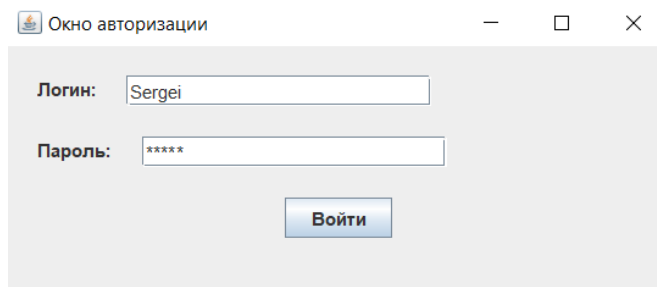 Окно авторизации
Логин: Sergei
Пароль: *****
Войти